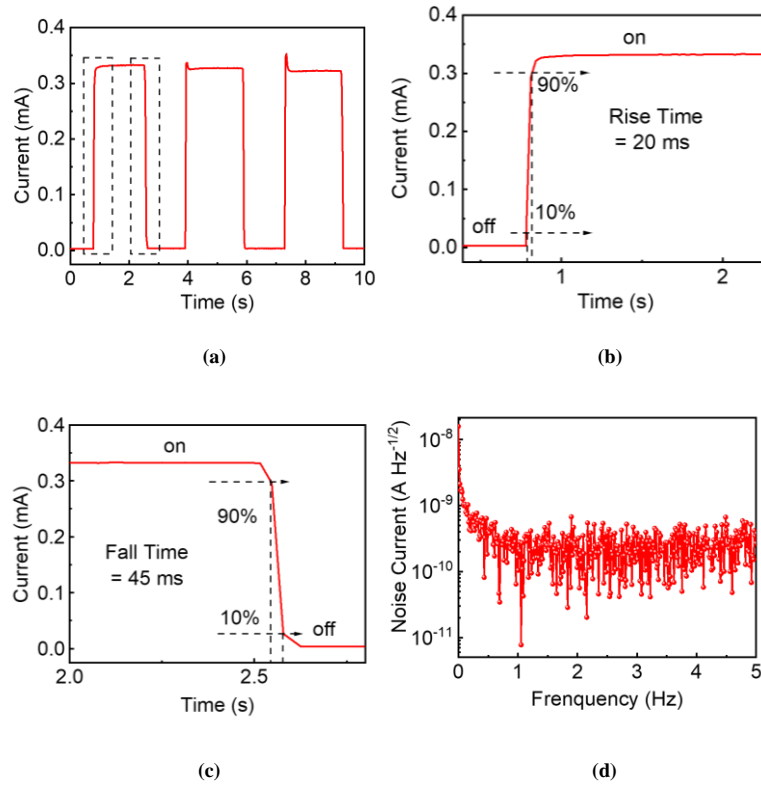 0.4
0.3
0.2
0.1
0.0
Current (mA)
0 2 4 6 8 10
Time (s)
(a)
0.4
0.3
0.2
0.1
0.0
Current (mA)
on
90%
Rise Time
= 20 ms
10%
off
1 2
Time (s)
(b)
0.4
0.3
0.2
0.1
0.0
Current (mA)
on
90%
Fall Time
= 45 ms
10%
off
2.0 2.5
Time (s)
(c)
10⁻⁸
10⁻⁹
10⁻¹⁰
10⁻¹¹
Noise Current (A Hz⁻¹ᐟ²)
0 1 2 3 4 5
Frenquency (Hz)
(d)